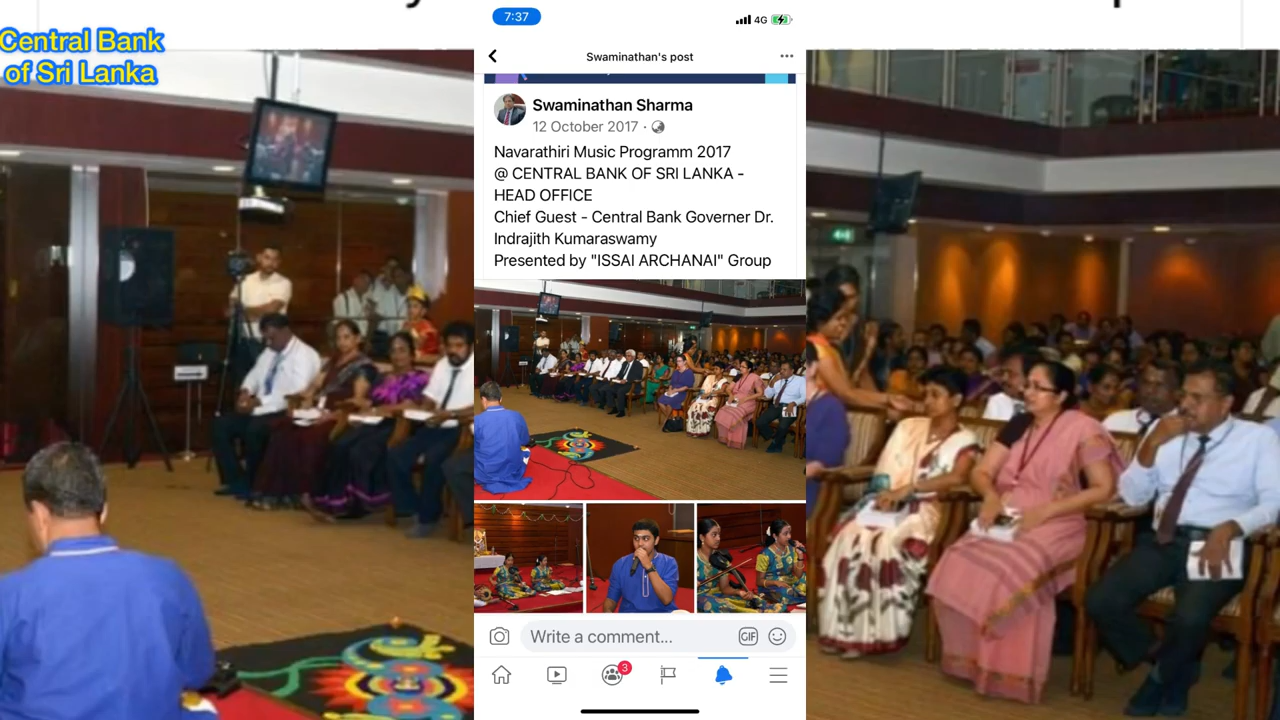 Central Bank
of Sri Lanka
7:37
4G
Swaminathan's post
Swaminathan Sharma
12 October 2017 ·
Navarathiri Music Programm 2017
@ CENTRAL BANK OF SRI LANKA -
HEAD OFFICE
Chief Guest - Central Bank Governer Dr.
Indrajith Kumaraswamy
Presented by "ISSAI ARCHANAI" Group
Write a comment...
GIF
3